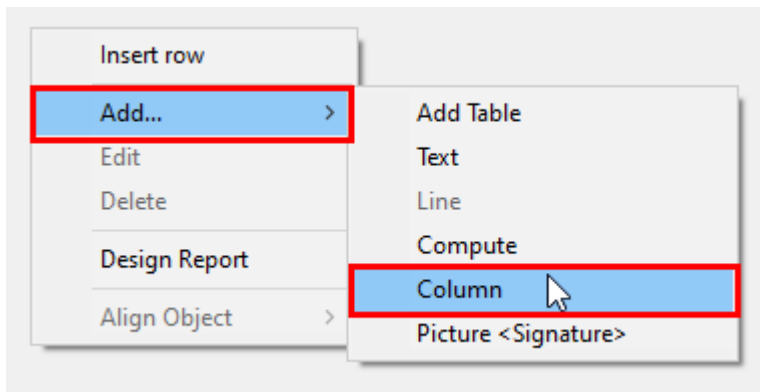 Insert row
Add...
Edit
Delete
Design Report
Align Object
Add Table
Text
Line
Compute
Column
Picture <Signature>